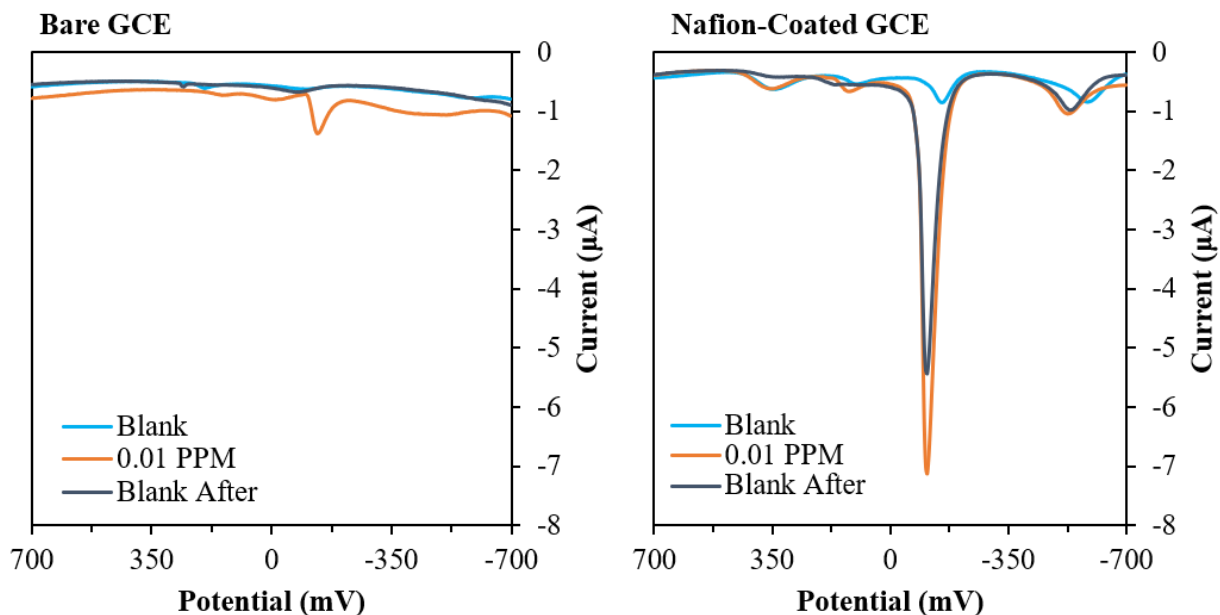 Bare GCE
0
-1
-2
-3
-4
-5
-6
-7
-8
Current (µA)
Blank
0.01 PPM
Blank After
700
350
0
-350
-700
Potential (mV)
Nafion-Coated GCE
0
-1
-2
-3
-4
-5
-6
-7
-8
Current (µA)
Blank
0.01 PPM
Blank After
700
350
0
-350
-700
Potential (mV)